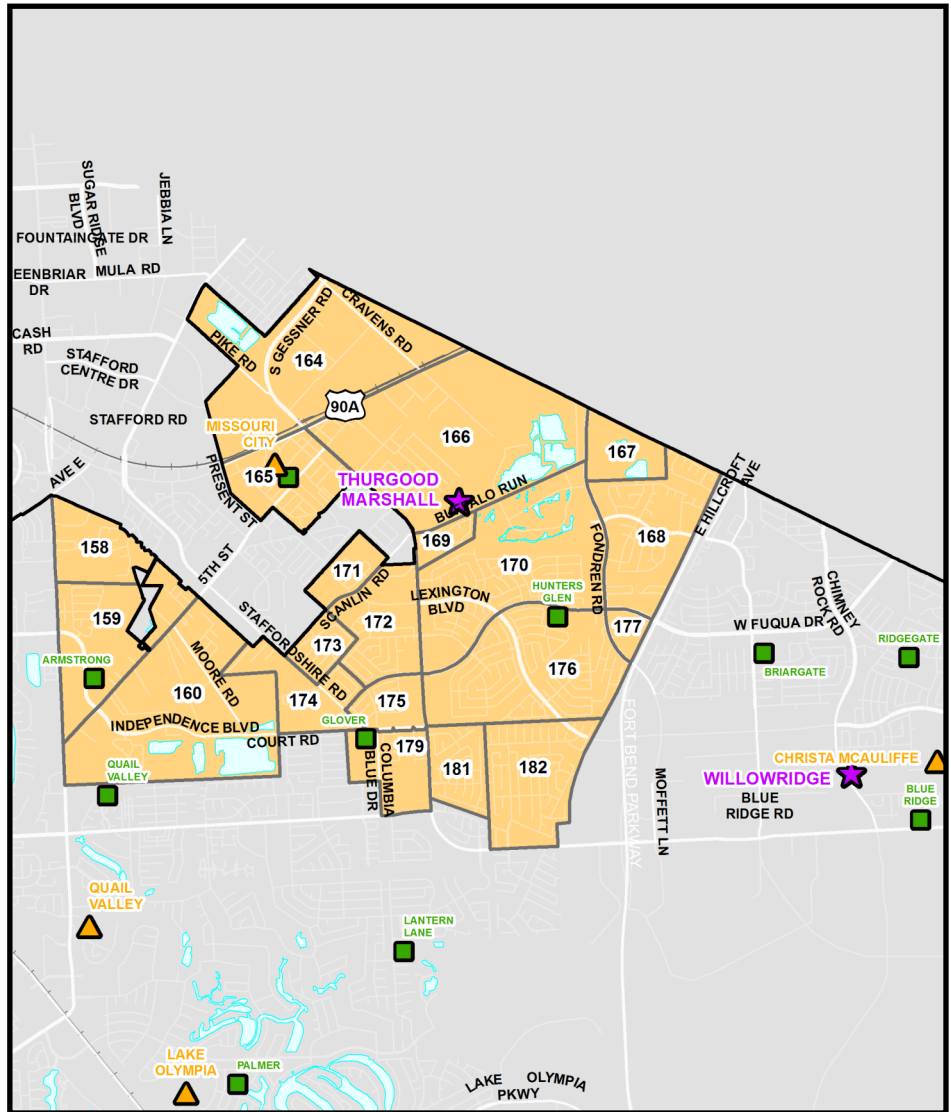 SUGAR RIDGE
BLVD
JEBBIA LN
FOUNTAINGATE DR
EENBRIAR
DR
MULA RD
CASH
RD
STAFFORD
CENTRE DR
STAFFORD RD
AVE E
PIKE RD
S GESSNER RD
CRAVENS RD
164
90A
MISSOURI
CITY
165
PRESENT ST
166
THURGOOD
MARSHALL
BUFFALO RUN
167
E HILLCROFT
AVE
168
FONDREN RD
169
170
158
5TH ST
171
SCANLIN RD
LEXINGTON
BLVD
HUNTERS
GLEN
CHIMNEY
ROCK RD
159
172
177
W FUQUA DR
STAFFORDSHIRE RD
173
RIDGEGATE
ARMSTRONG
MOORE RD
176
BRIARGATE
160
174
175
INDEPENDENCE BLVD
GLOVER
COURT RD
179
COLUMBIA
BLUE DR
181
182
FORT BEND PARKWAY
QUAIL
VALLEY
CHRISTA MCAULIFFE
WILLOWRIDGE
MOFFETT LN
BLUE
RIDGE RD
BLUE
RIDGE
QUAIL
VALLEY
LANTERN
LANE
LAKE
OLYMPIA
PALMER
LAKE OLYMPIA
PKWY